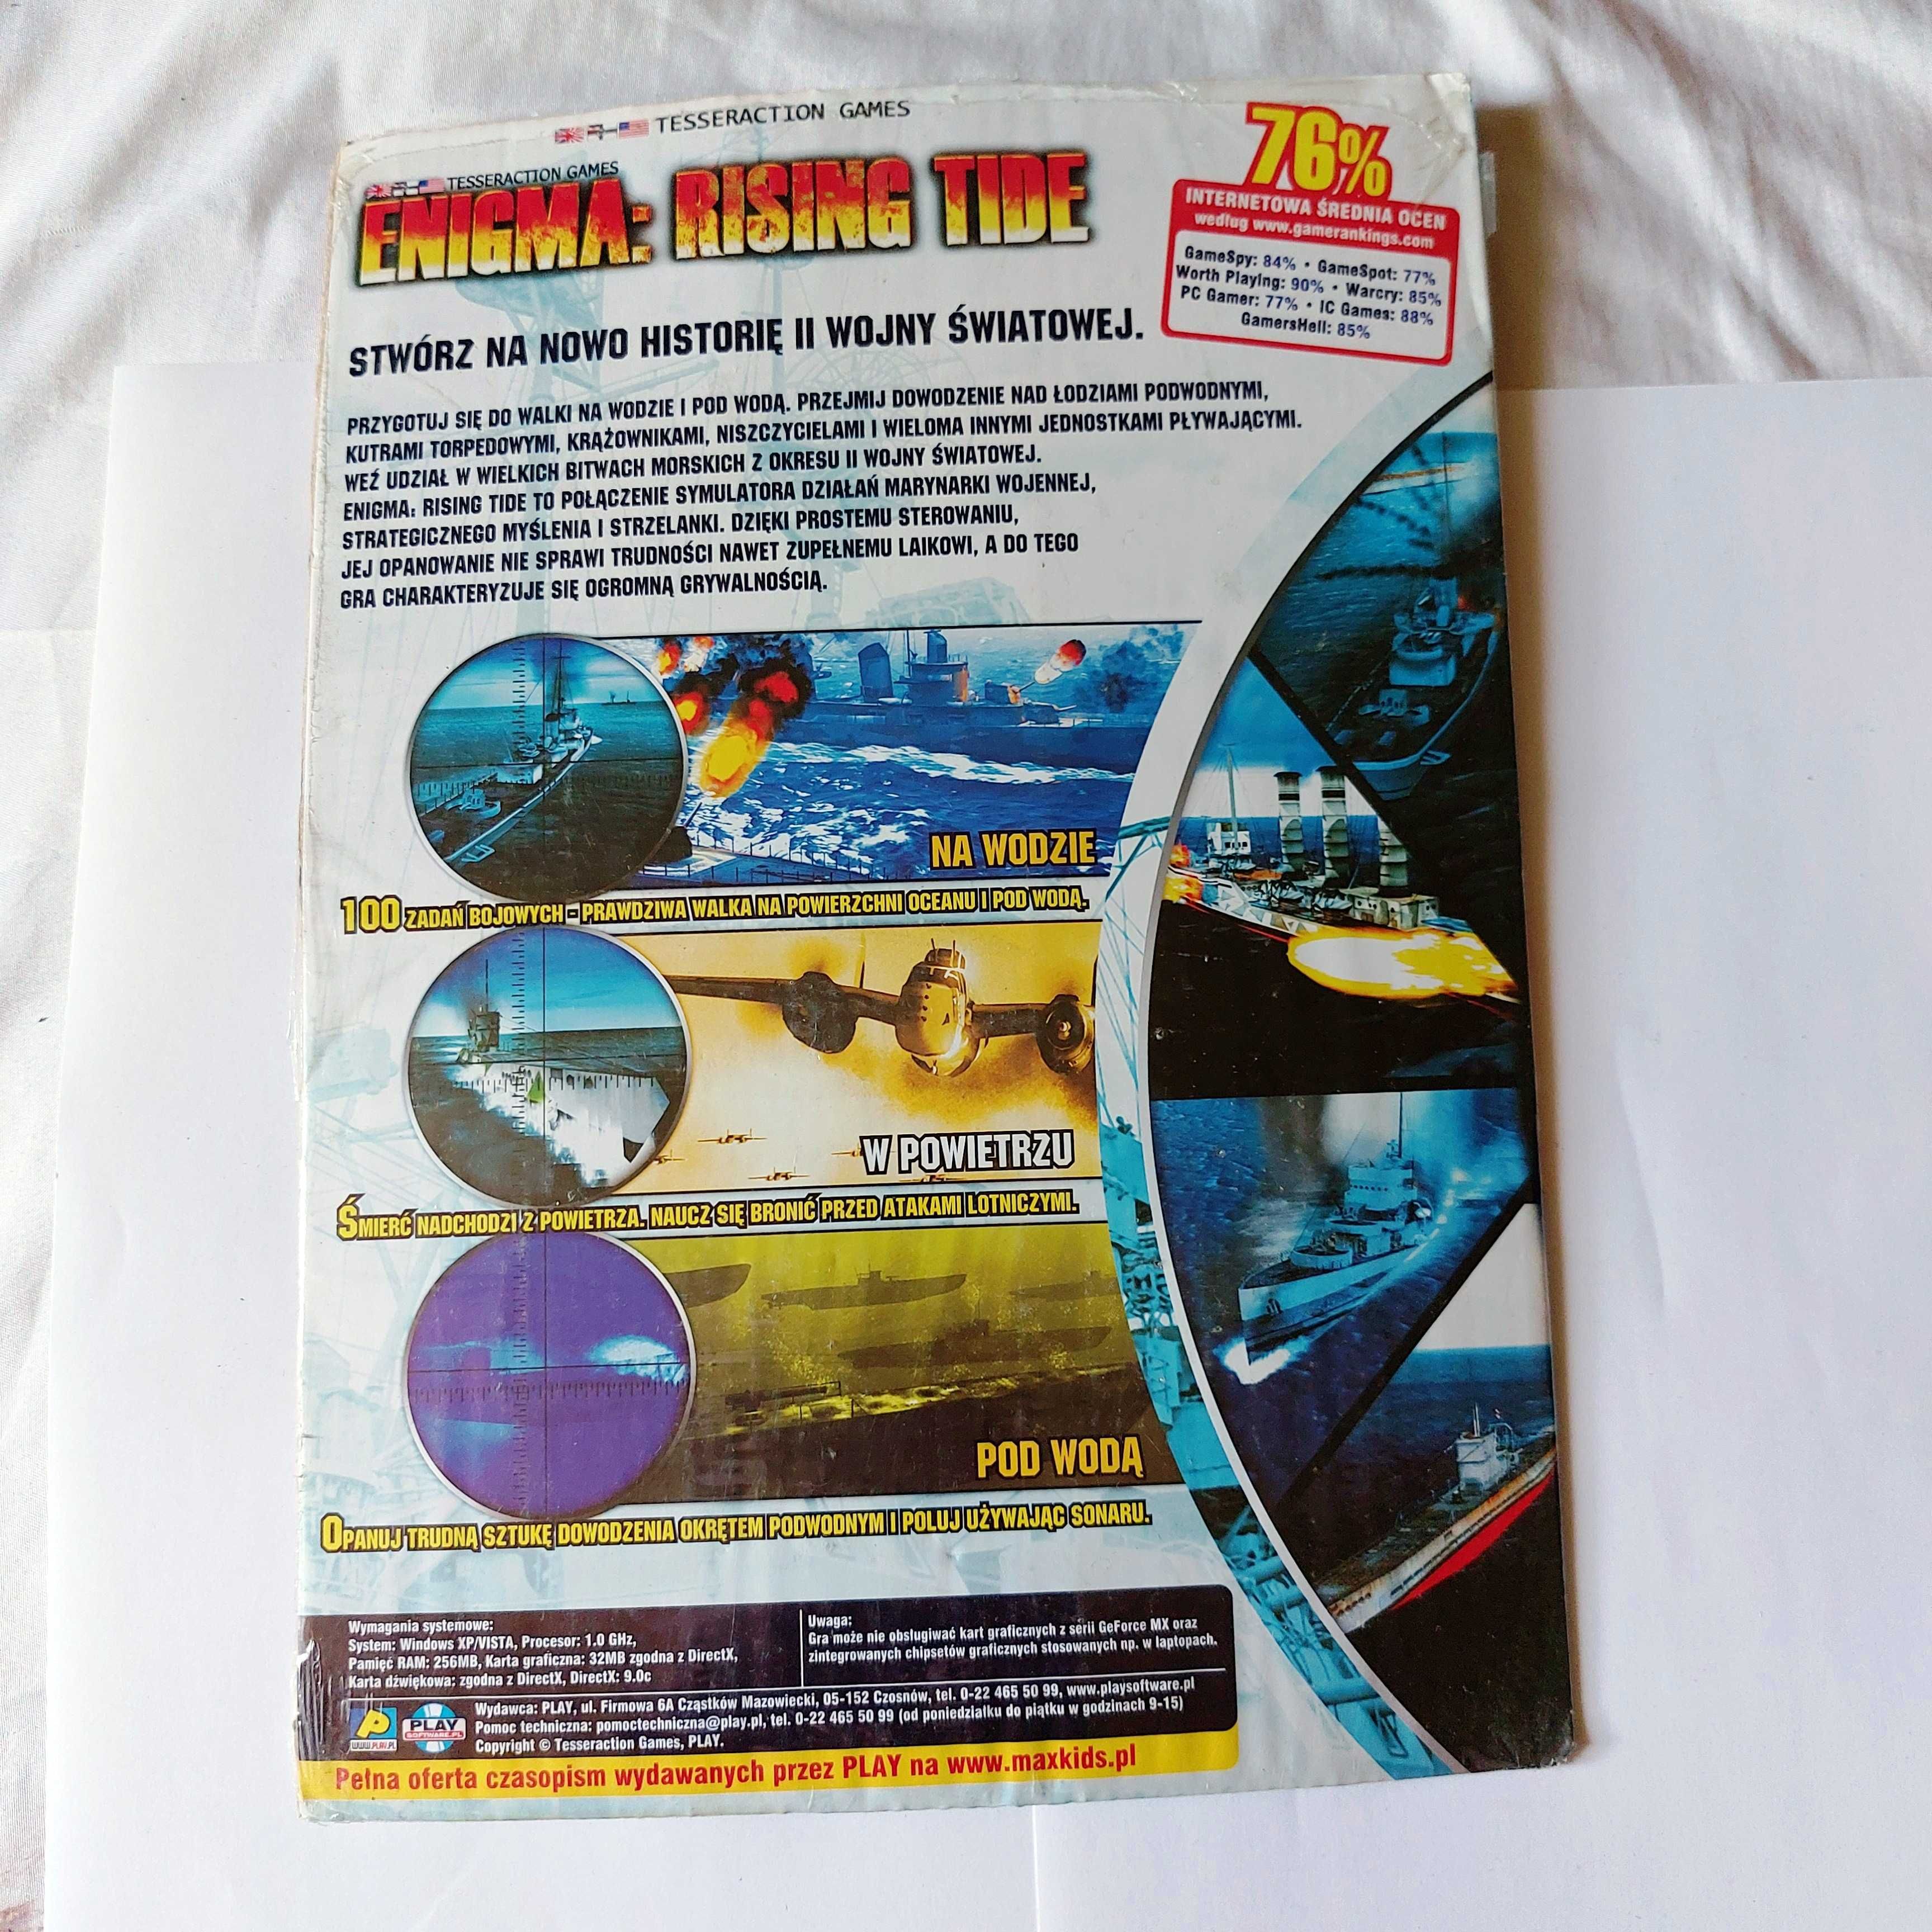 TESSERACTION GAMES
TESSERACTION GAMES
ENIGMA: RISING TIDE
76%
INTERNETOWA ŚREDNIA OCEN
według www.gamerankings.com
GameSpy: 84% • GameSpot: 77%
Worth Playing: 90% • Warcry: 85%
PC Gamer: 77% • IC Games: 88%
GamersHell: 85%
STWÓRZ NA NOWO HISTORIĘ II WOJNY ŚWIATOWEJ.
PRZYGOTUJ SIĘ DO WALKI NA WODZIE I POD WODĄ. PRZEJMIJ DOWODZENIE NAD ŁODZIAMI PODWODNYMI,
KUTRAMI TORPEDOWYMI, KRĄŻOWNIKAMI, NISZCZYCIELAMI I WIELOMA INNYMI JEDNOSTKAMI PŁYWAJĄCYMI.
WEŹ UDZIAŁ W WIELKICH BITWACH MORSKICH Z OKRESU II WOJNY ŚWIATOWEJ.
ENIGMA: RISING TIDE TO POŁĄCZENIE SYMULATORA DZIAŁAŃ MARYNARKI WOJENNEJ,
STRATEGICZNEGO MYŚLENIA I STRZELANKI. DZIĘKI PROSTEMU STEROWANIU,
JEJ OPANOWANIE NIE SPRAWI TRUDNOŚCI NAWET ZUPEŁNEMU LAIKOWI, A DO TEGO
GRA CHARAKTERYZUJE SIĘ OGROMNĄ GRYWALNOŚCIĄ.
NA WODZIE
100 ZADAŃ BOJOWYCH - PRAWDZIWA WALKA NA POWIERZCHNI OCEANU I POD WODĄ.
W POWIETRZU
ŚMIERĆ NADCHODZI Z POWIETRZA. NAUCZ SIĘ BRONIĆ PRZED ATAKAMI LOTNICZYMI.
POD WODĄ
OPANUJ TRUDNĄ SZTUKĘ DOWODZENIA OKRĘTEM PODWODNYM I POLUJ UŻYWAJĄC SONARU.
Wymagania systemowe:
System: Windows XP/VISTA, Procesor: 1.0 GHz,
Pamięć RAM: 256MB, Karta graficzna: 32MB zgodna z DirectX,
Karta dźwiękowa: zgodna z DirectX, DirectX: 9.0c
Uwaga:
Gra może nie obsługiwać kart graficznych z serii GeForce MX oraz
zintegrowanych chipsetów graficznych stosowanych np. w laptopach.
WWW.PLAY.PL
PLAY
SOFTWARE.PL
Wydawca: PLAY, ul. Firmowa 6A Cząstków Mazowiecki, 05-152 Czosnów, tel. 0-22 465 50 99, www.playsoftware.pl
Pomoc techniczna: pomoctechniczna@play.pl, tel. 0-22 465 50 99 (od poniedziałku do piątku w godzinach 9-15)
Copyright © Tesseraction Games, PLAY.
Pełna oferta czasopism wydawanych przez PLAY na www.maxkids.pl